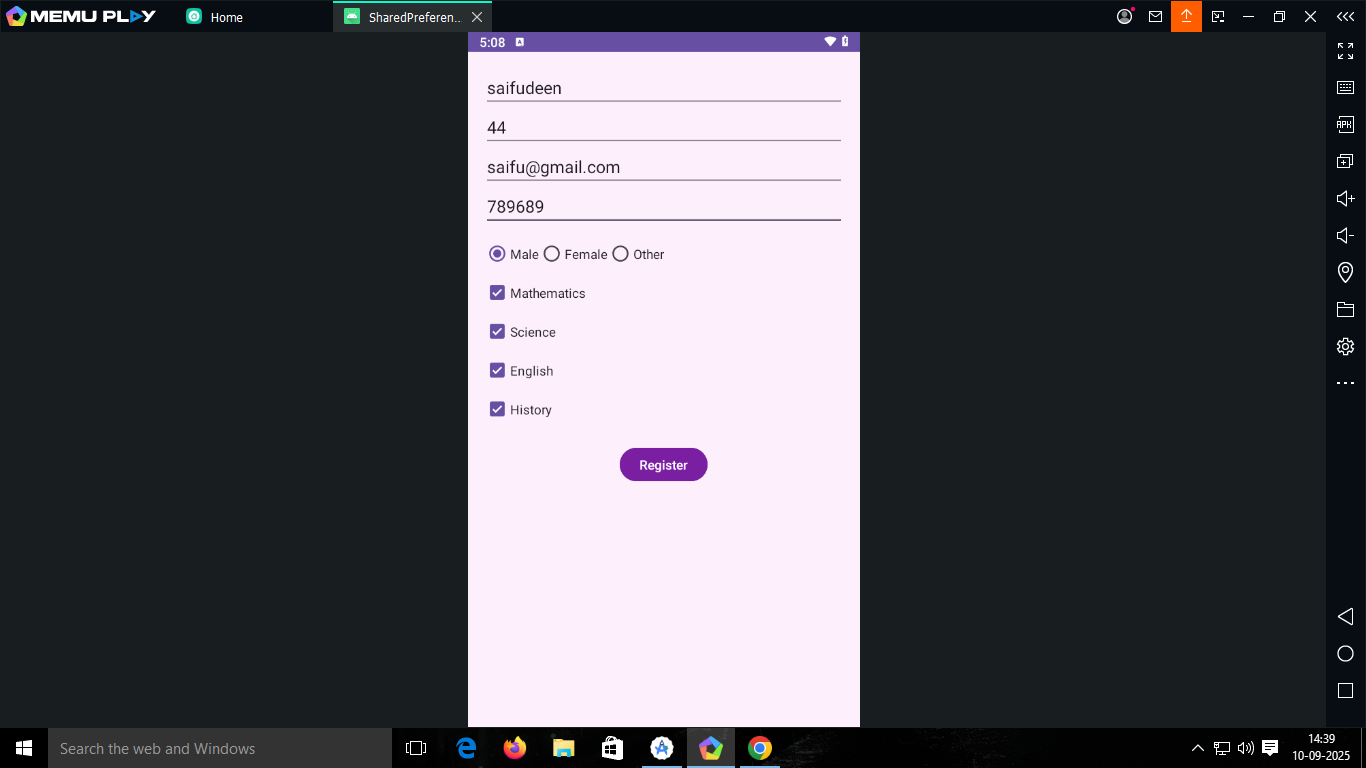 MEMU PLAY Home SharedPreferen..
5:08 A
saifudeen
44
saifu@gmail.com
789689
Male Female Other
Mathematics
Science
English
History
Register
APK
Search the web and Windows
14:39
10-09-2025